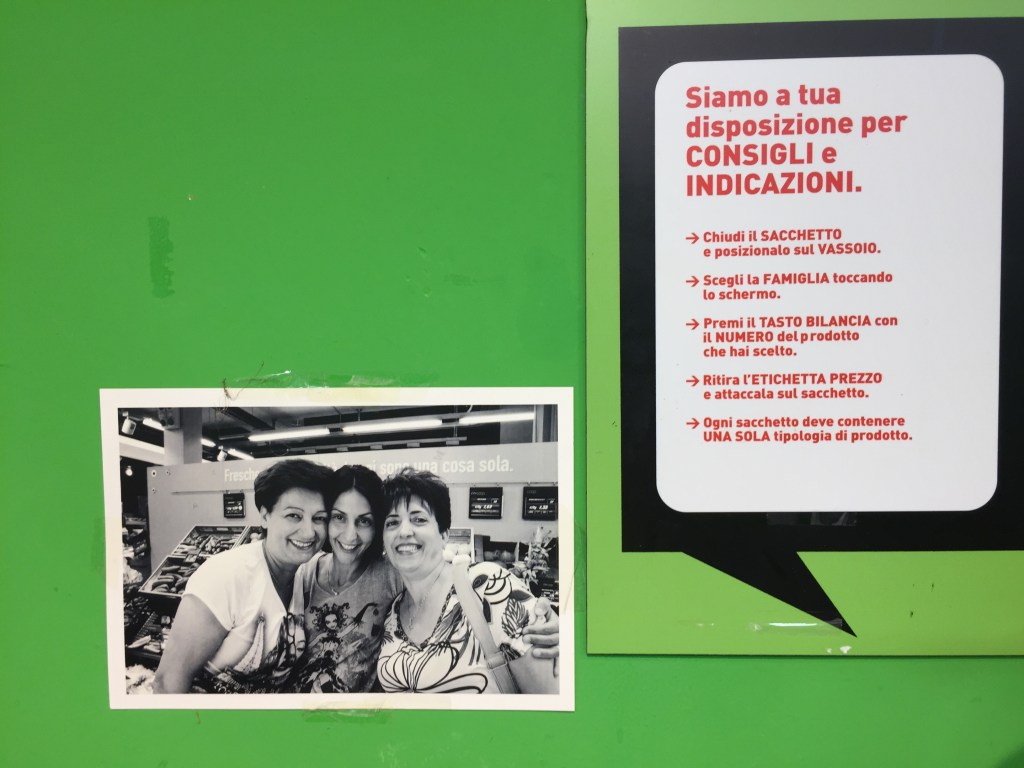 Siamo a tua
disposizione per
CONSIGLI e
INDICAZIONI.
→ Chiudi il SACCHETTO
e posizionalo sul VASSOIO.
→ Scegli la FAMIGLIA toccando
lo schermo.
→ Premi il TASTO BILANCIA con
il NUMERO del prodotto
che hai scelto.
→ Ritira l'ETICHETTA PREZZO
e attaccala sul sacchetto.
→ Ogni sacchetto deve contenere
UNA SOLA tipologia di prodotto.
sono una cosa sola.